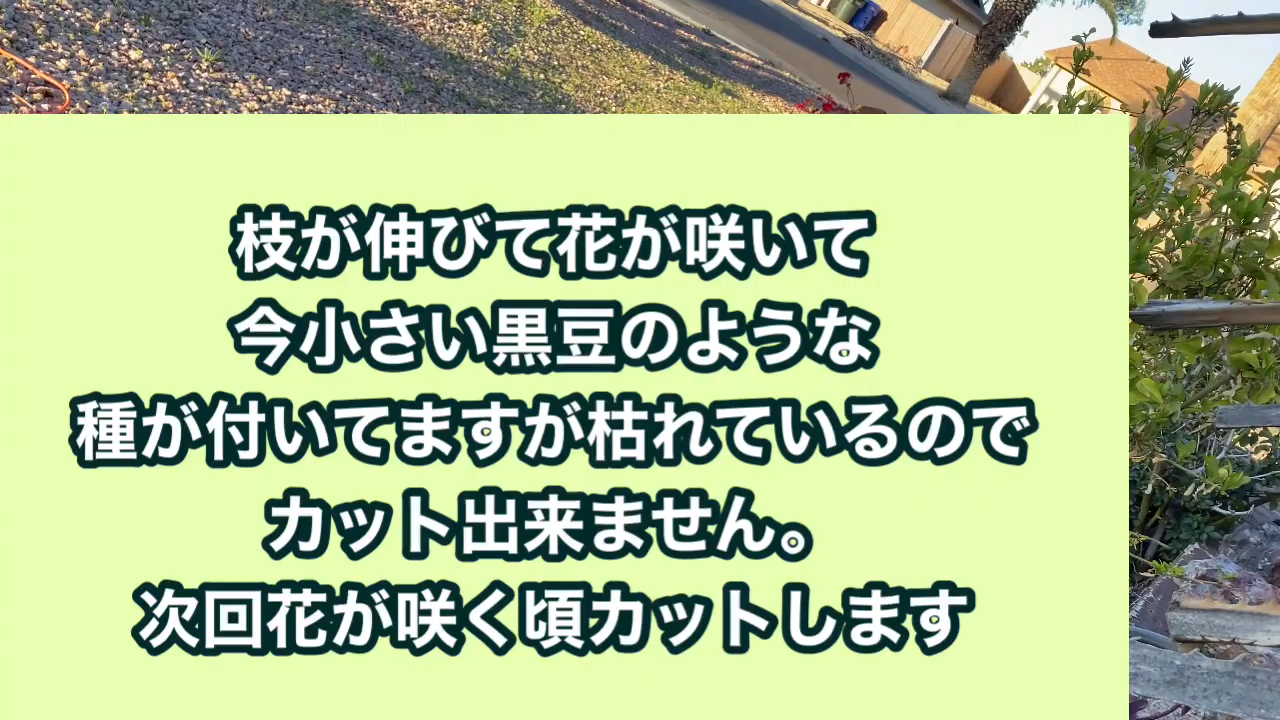 枝が伸びて花が咲いて
今小さい黒豆のような
種が付いてますが枯れているので
カット出来ません。
次回花が咲く頃カットします